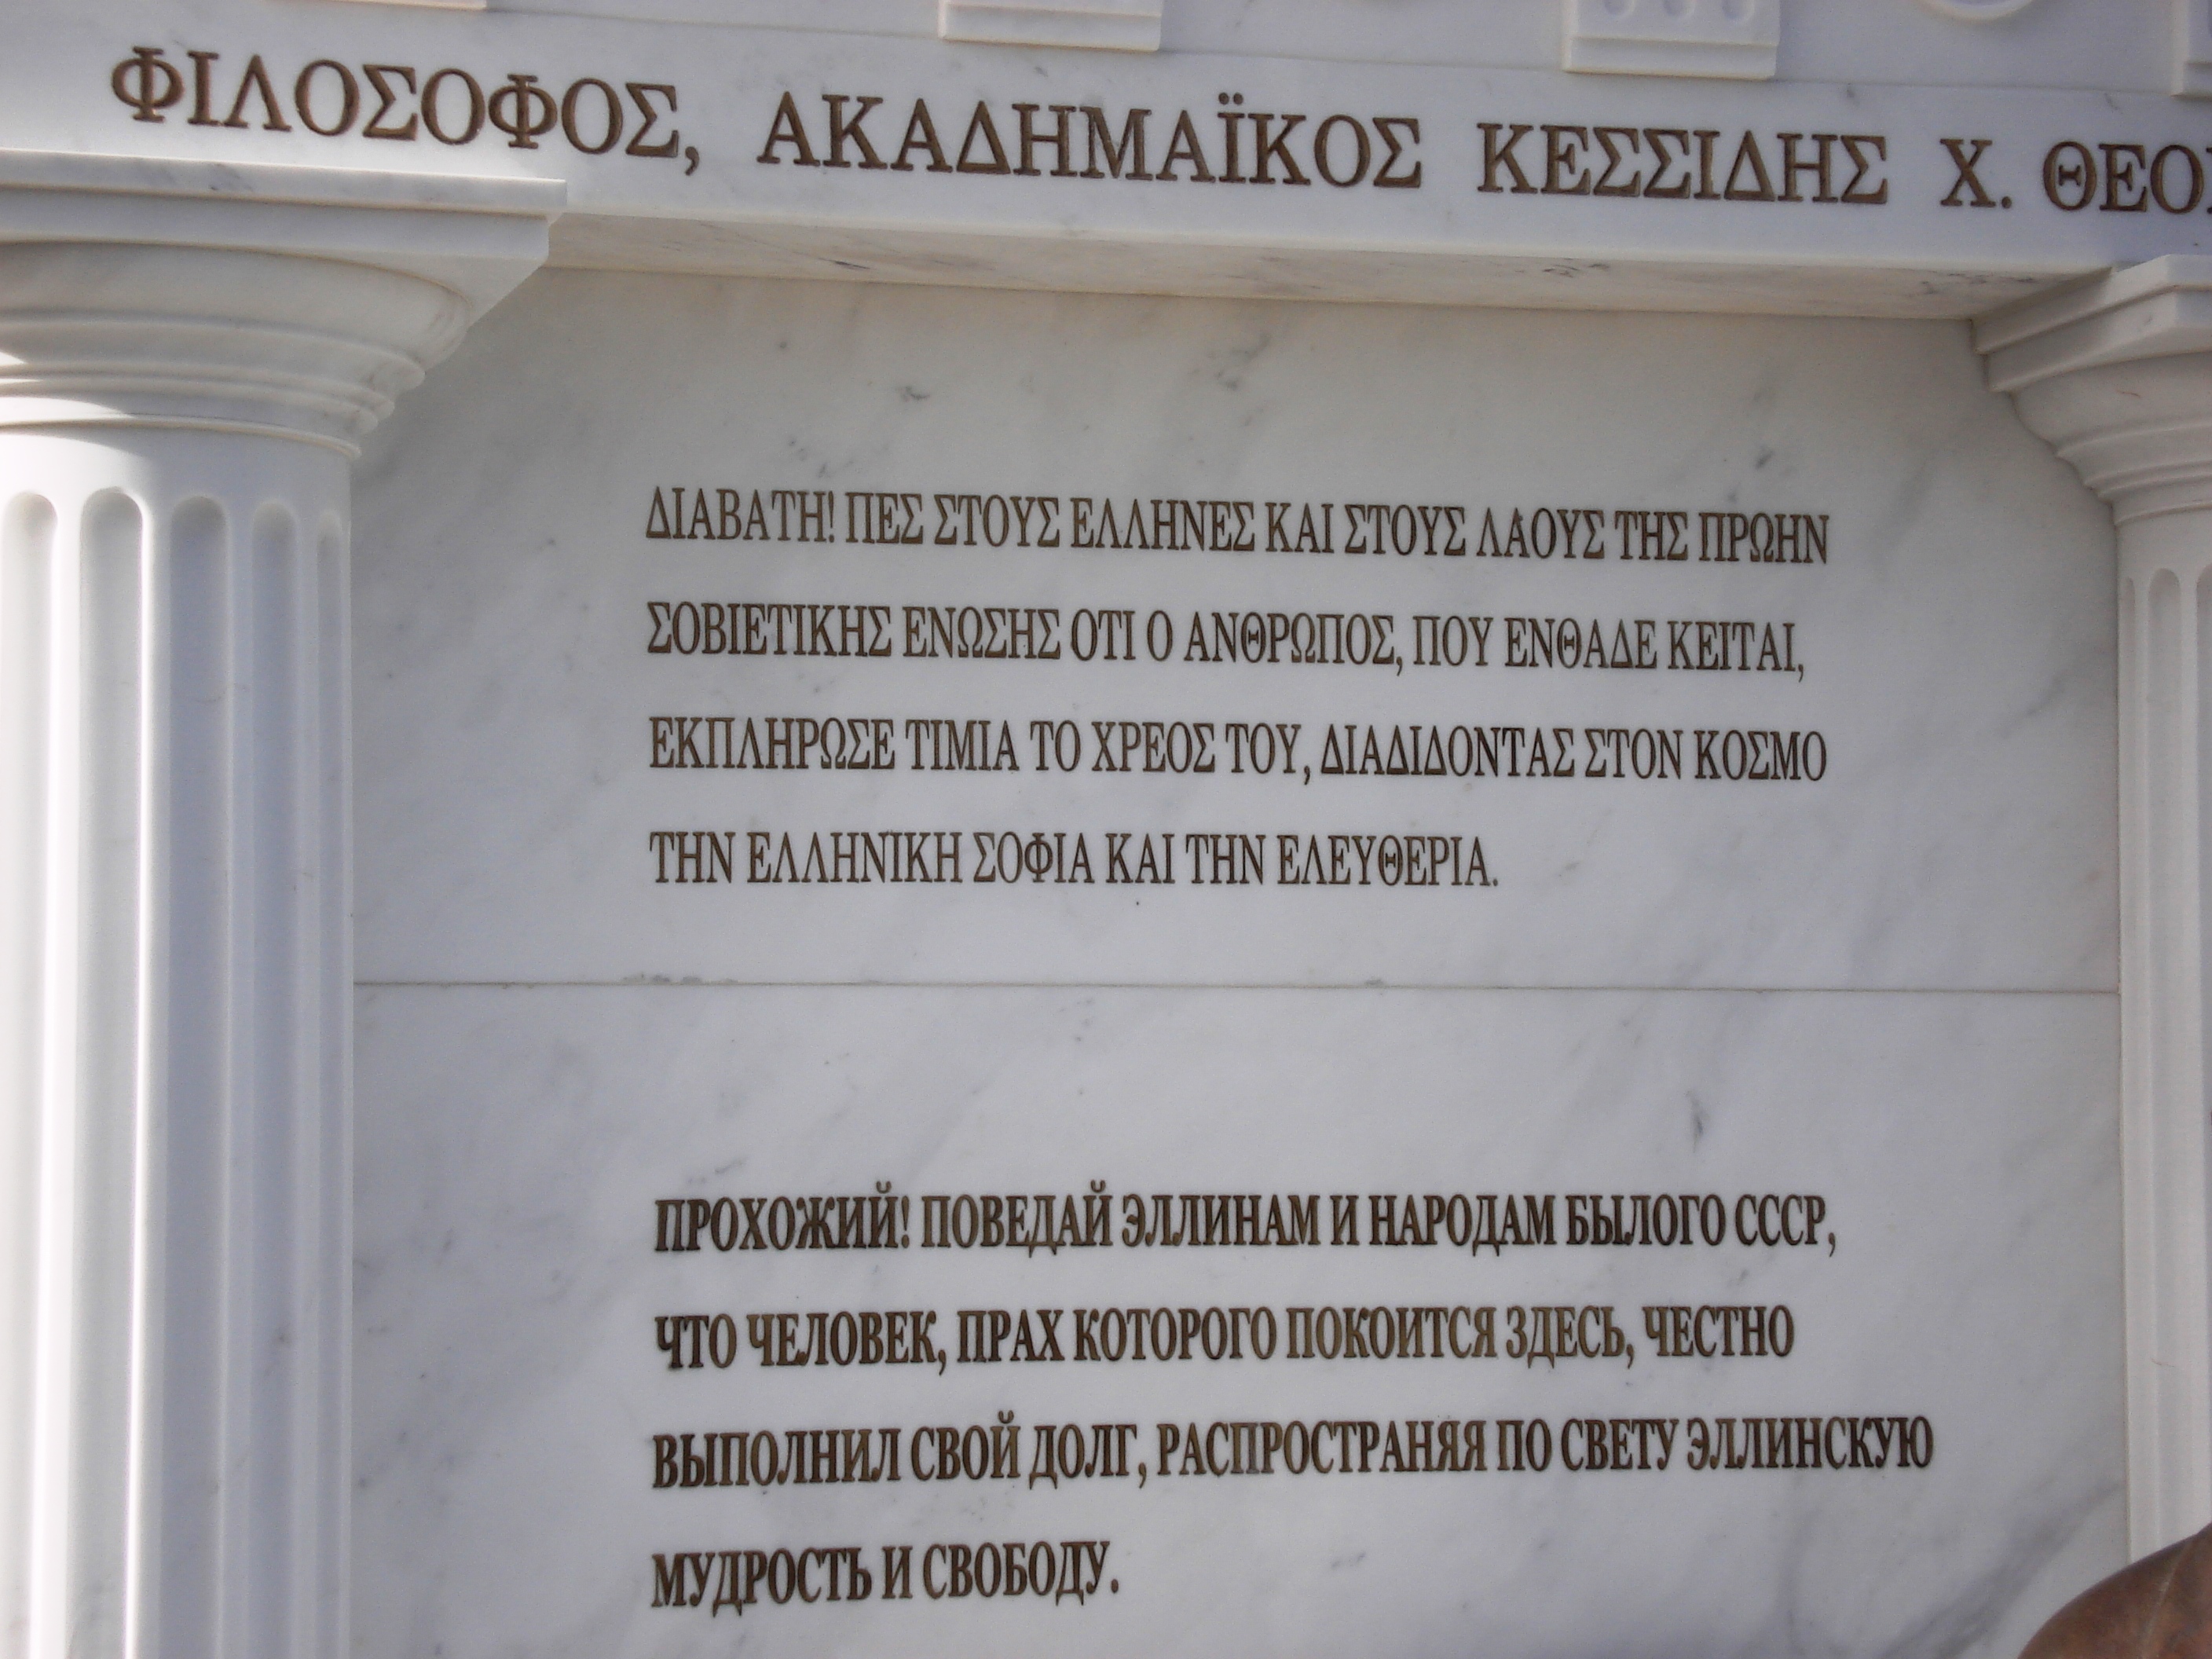 ΦΙΛΟΣΟΦΟΣ, ΑΚΑΔΗΜΑΪΚΟΣ ΚΕΣΣΙΔΗΣ Χ.
ΔΙΑΒΑΤΗ! ΠΕΣ ΣΤΟΥΣ ΕΛΛΗΝΕΣ ΚΑΙ ΣΤΟΥΣ ΛΑΟΥΣ ΤΗΣ ΠΡΩΗΝ
ΣΟΒΙΕΤΙΚΗΣ ΕΝΩΣΗΣ ΟΤΙ Ο ΑΝΘΡΩΠΟΣ, ΠΟΥ ΕΝΘΑΔΕ ΚΕΙΤΑΙ,
ΕΚΠΛΗΡΩΣΕ ΤΙΜΙΑ ΤΟ ΧΡΕΟΣ ΤΟΥ, ΔΙΑΔΙΔΟΝΤΑΣ ΣΤΟΝ ΚΟΣΜΟ
ΤΗΝ ΕΛΛΗΝΙΚΗ ΣΟΦΙΑ ΚΑΙ ΤΗΝ ΕΛΕΥΘΕΡΙΑ.
ПРОХОЖИЙ! ПОВЕДАЙ ЭЛЛИНАМ И НАРОДАМ БЫЛОГО СССР,
ЧТО ЧЕЛОВЕК, ПРАХ КОТОРОГО ПОКОИТСЯ ЗДЕСЬ, ЧЕСТНО
ВЫПОЛНИЛ СВОЙ ДОЛГ, РАСПРОСТРАНЯЯ ПО СВЕТУ ЭЛЛИНСКУЮ
МУДРОСТЬ И СВОБОДУ.